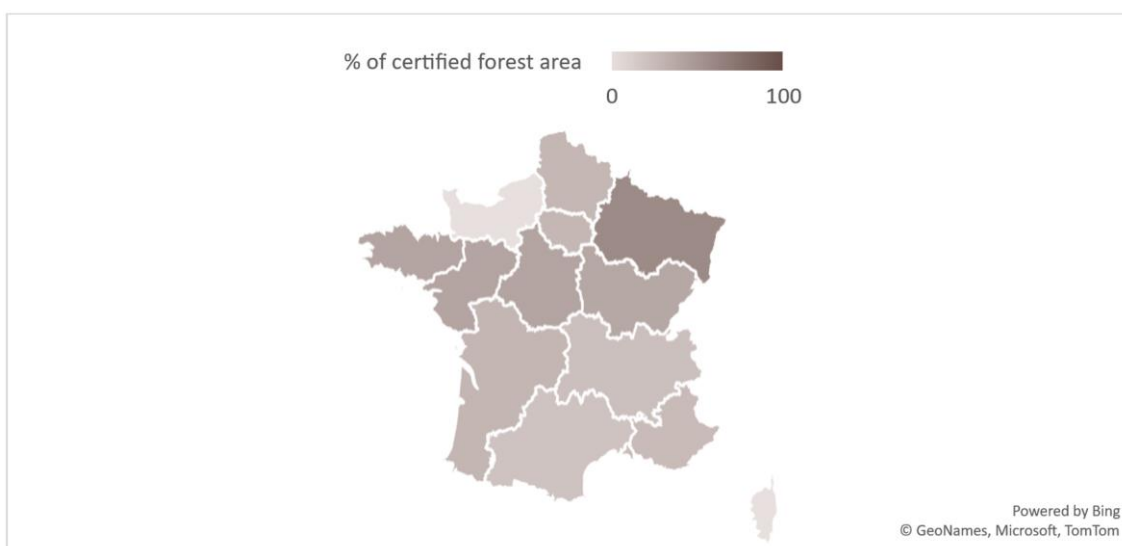 % of certified forest area
0 100
Powered by Bing
© GeoNames, Microsoft, TomTom